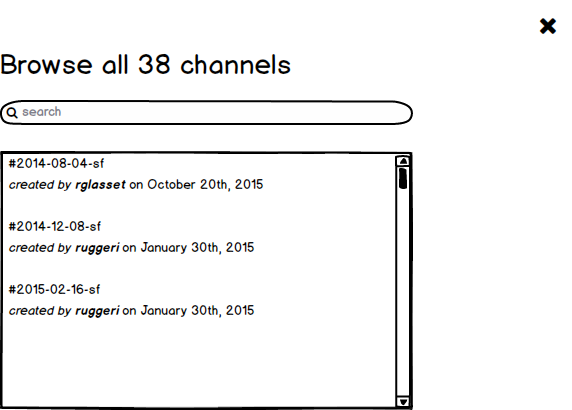 Browse all 38 channels
search
#2014-08-04-sf
created by rglasset on October 20th, 2015
#2014-12-08-sf
created by ruggeri on January 30th, 2015
#2015-02-16-sf
created by ruggeri on January 30th, 2015